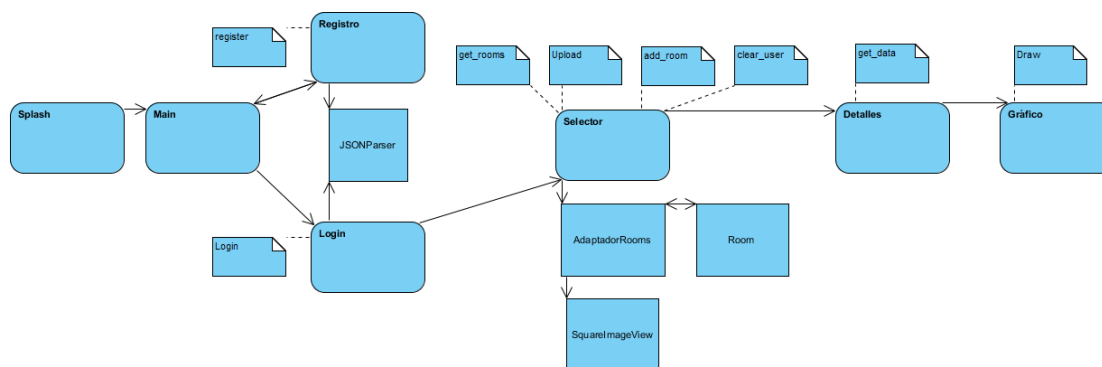 Registro
register
get_rooms
Upload
add_room
clear_user
get_data
Draw
Splash
Main
Selector
Detalles
Gráfico
JSONParser
Login
Login
AdaptadorRooms
Room
SquareImageView